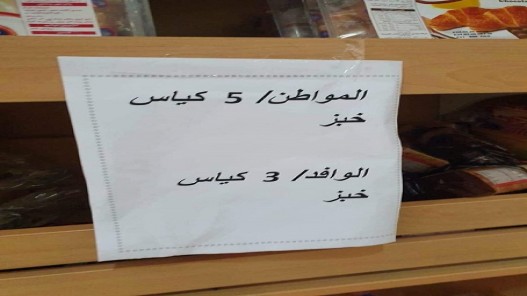 المواطن/ 5 كياس
خبز
الوافد/ 3 كياس
خبز